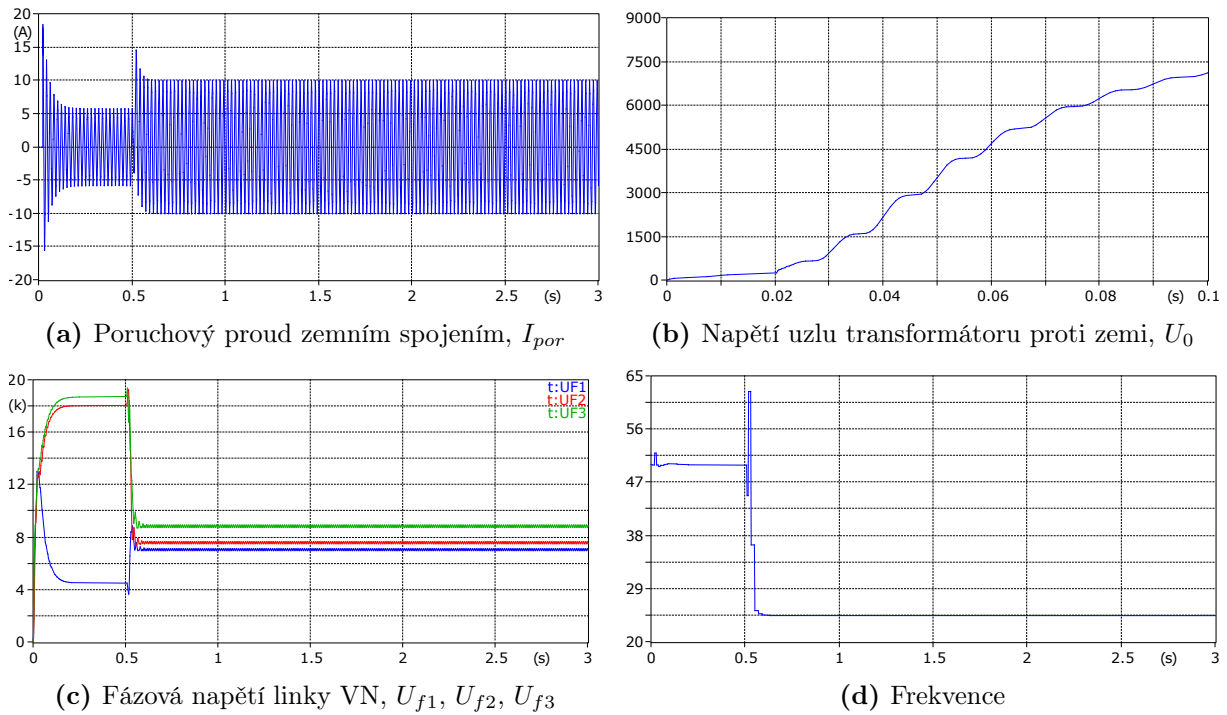 20
(A)
15
10
5
0
-5
-10
-15
20
0 0.5 1 1.5 2 2.5 (s) 3
(a) Poruchový proud zemním spojením, I_por
9000
7500
6000
4500
3000
1500
0
0 0.02 0.04 0.06 0.08 (s) 0.1
(b) Napětí uzlu transformátoru proti zemi, U_0
20
(k)
16
12
8
4
0
t:UF1
t:UF2
t:UF3
0 0.5 1 1.5 2 2.5 (s) 3
(c) Fázová napětí linky VN, U_f1, U_f2, U_f3
65
56
47
38
29
20
0 0.5 1 1.5 2 2.5 (s) 3
(d) Frekvence